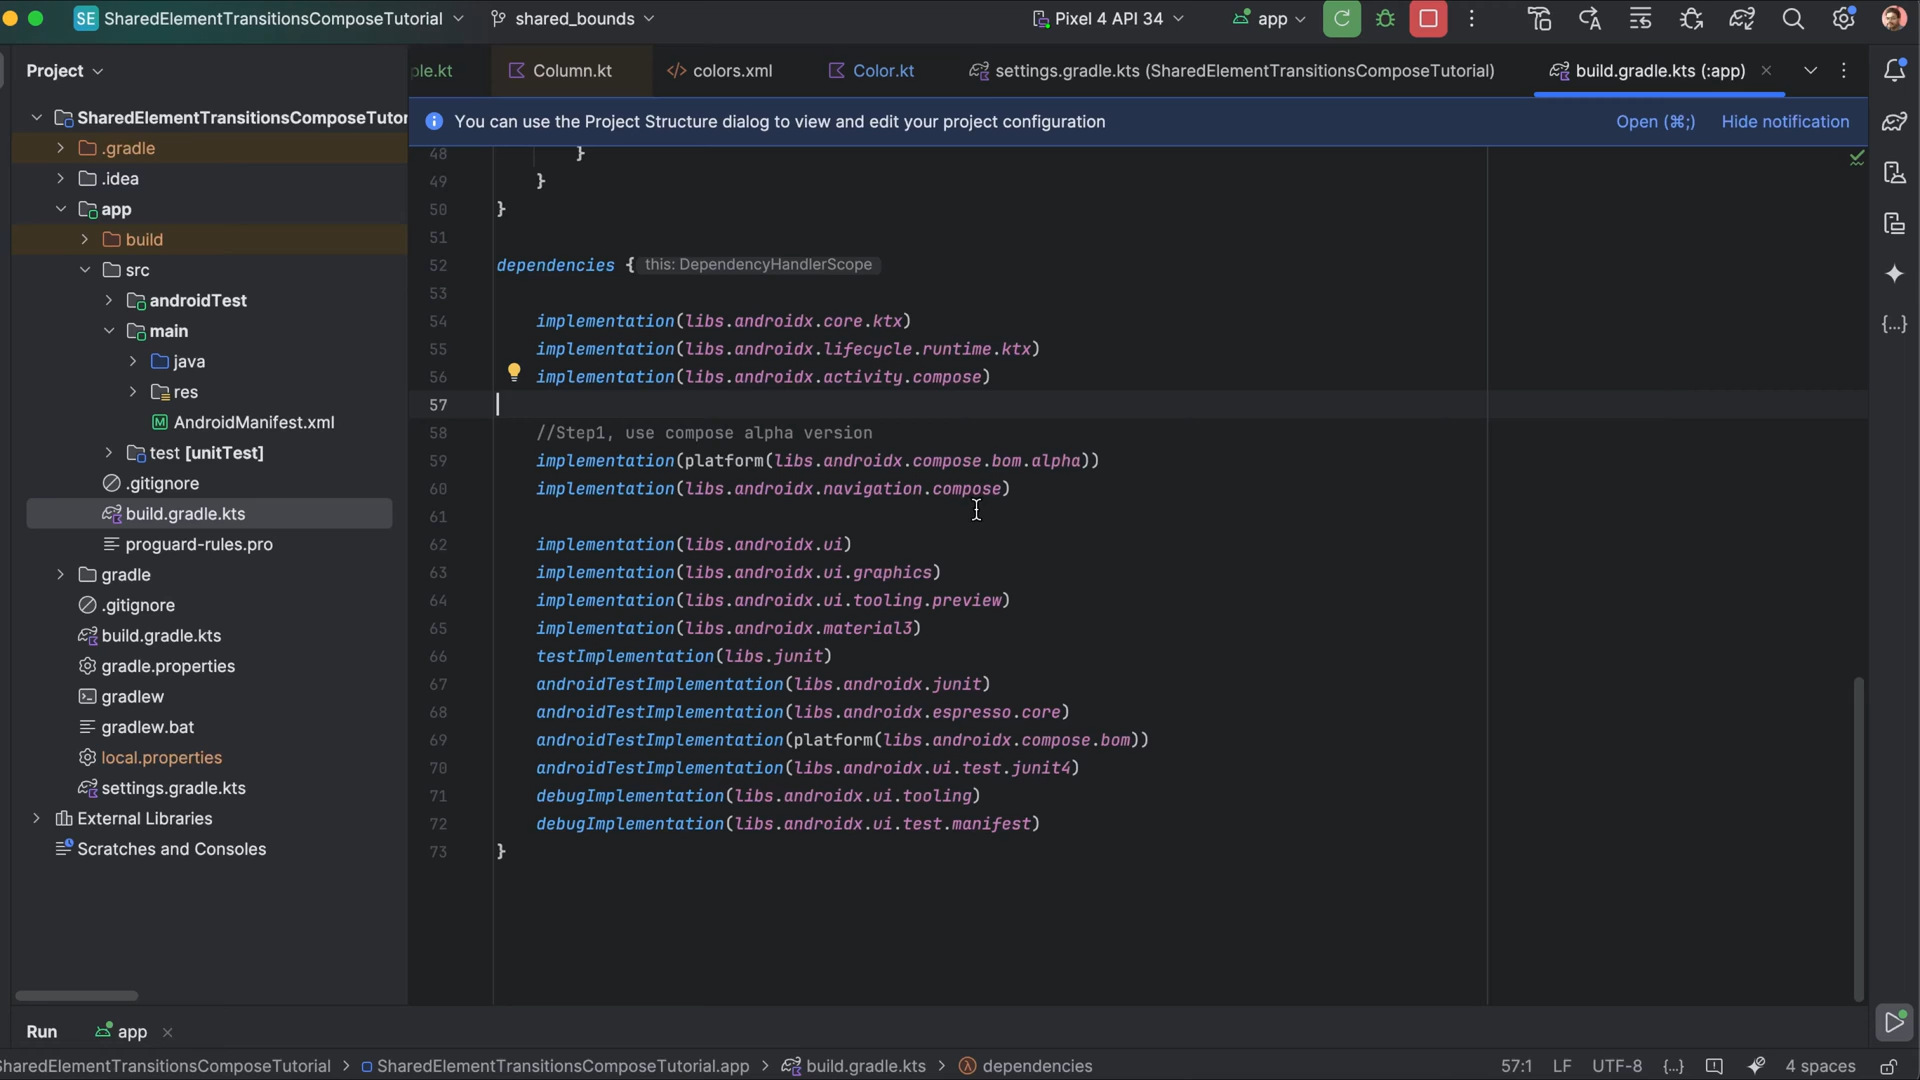 SE SharedElementTransitionsComposeTutorial shared_bounds Pixel 4 API 34 app
Project
ple.kt Column.kt colors.xml Color.kt settings.gradle.kts (SharedElementTransitionsComposeTutorial) build.gradle.kts (:app)
You can use the Project Structure dialog to view and edit your project configuration Open (⌘;) Hide notification
SharedElementTransitionsComposeTutor
.gradle
.idea
app
build
src
androidTest
main
java
res
AndroidManifest.xml
test [unitTest]
.gitignore
build.gradle.kts
proguard-rules.pro
gradle
.gitignore
build.gradle.kts
gradle.properties
gradlew
gradlew.bat
local.properties
settings.gradle.kts
External Libraries
Scratches and Consoles
48 }
49 }
50 }
51
52 dependencies { this: DependencyHandlerScope
53
54 implementation(libs.androidx.core.ktx)
55 implementation(libs.androidx.lifecycle.runtime.ktx)
56 implementation(libs.androidx.activity.compose)
57
58 //Step1, use compose alpha version
59 implementation(platform(libs.androidx.compose.bom.alpha))
60 implementation(libs.androidx.navigation.compose)
61
62 implementation(libs.androidx.ui)
63 implementation(libs.androidx.ui.graphics)
64 implementation(libs.androidx.ui.tooling.preview)
65 implementation(libs.androidx.material3)
66 testImplementation(libs.junit)
67 androidTestImplementation(libs.androidx.junit)
68 androidTestImplementation(libs.androidx.espresso.core)
69 androidTestImplementation(platform(libs.androidx.compose.bom))
70 androidTestImplementation(libs.androidx.ui.test.junit4)
71 debugImplementation(libs.androidx.ui.tooling)
72 debugImplementation(libs.androidx.ui.test.manifest)
73 }
Run app
haredElementTransitionsComposeTutorial SharedElementTransitionsComposeTutorial.app build.gradle.kts dependencies 57:1 LF UTF-8 {...} 4 spaces